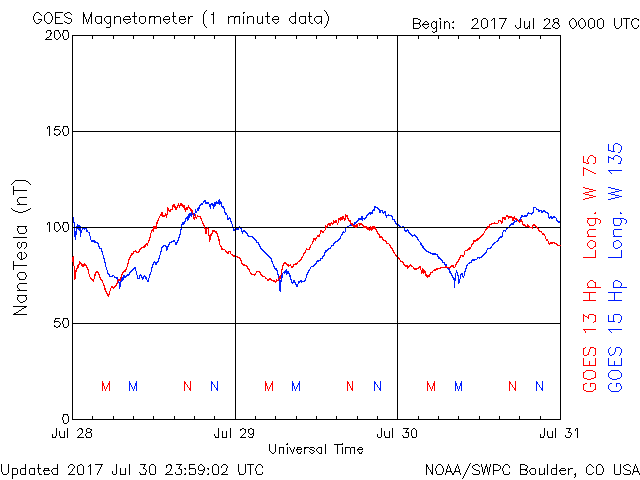 GOES Magnetometer (1 minute data)
Begin: 2017 Jul 28 0000 UTC
200
150
100
50
0
NanoTesla (nT)
M M N N M M N N M M N N
Jul 28 Jul 29 Jul 30 Jul 31
Universal Time
GOES 13 Hp Long. W 75
GOES 15 Hp Long. W 135
Updated 2017 Jul 30 23:59:02 UTC
NOAA/SWPC Boulder, CO USA